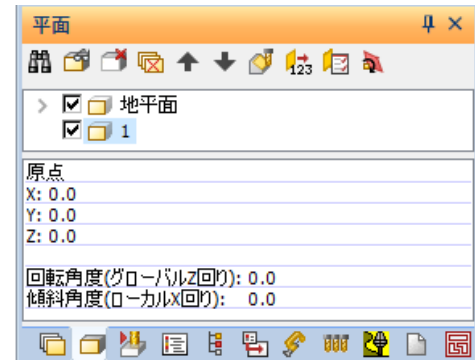 平面
123
地平面
1
原点
X: 0.0
Y: 0.0
Z: 0.0
回転角度(グローバルZ回り): 0.0
傾斜角度(ローカルX回り): 0.0